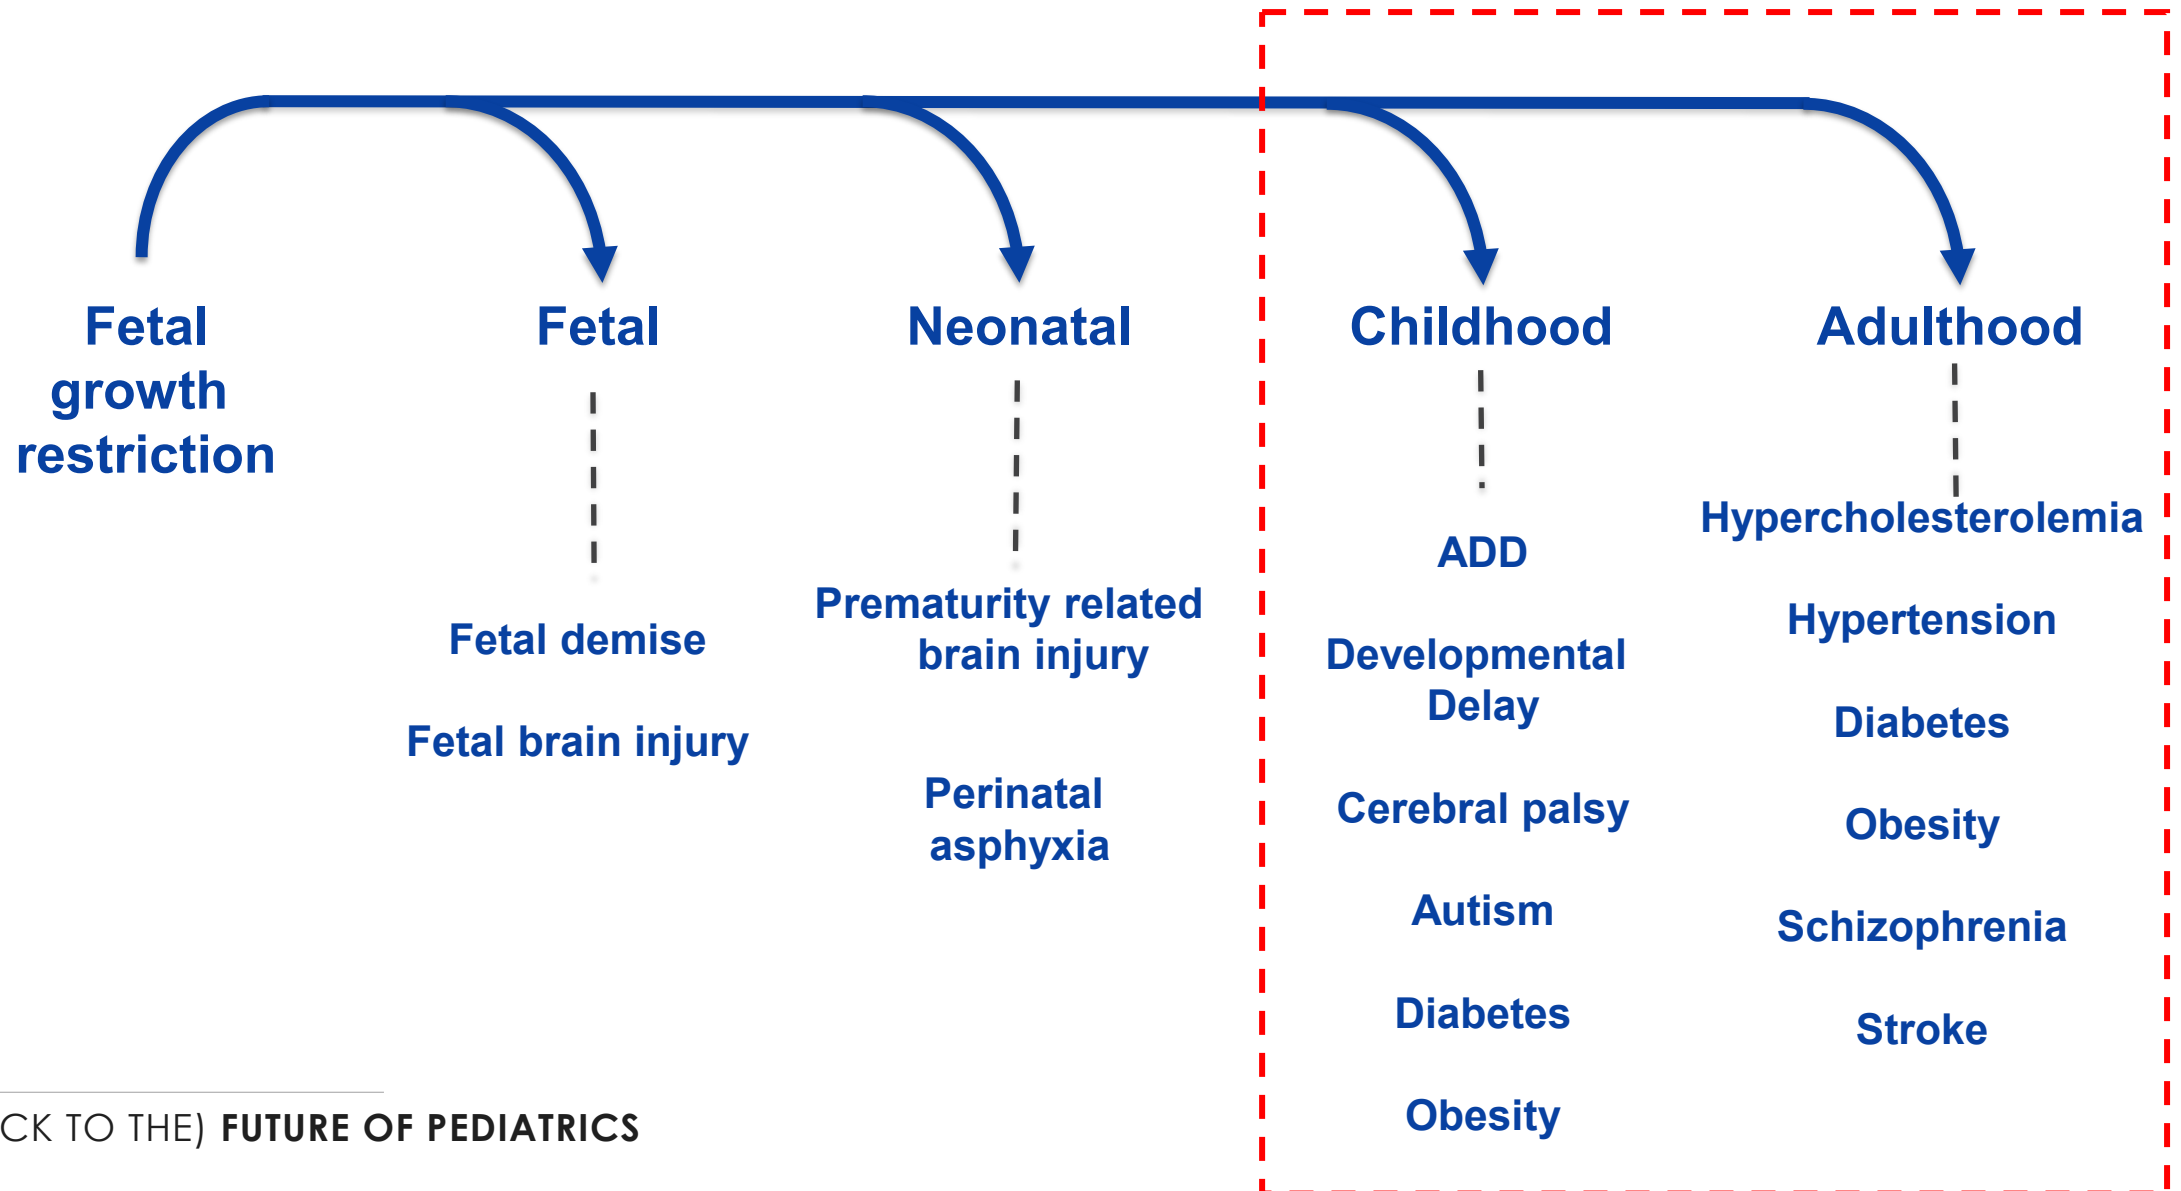 Fetal
growth
restriction
Fetal
Fetal demise
Fetal brain injury
Neonatal
Prematurity related
brain injury
Perinatal
asphyxia
Childhood
ADD
Developmental
Delay
Cerebral palsy
Autism
Diabetes
Obesity
Adulthood
Hypercholesterolemia
Hypertension
Diabetes
Obesity
Schizophrenia
Stroke
CK TO THE) FUTURE OF PEDIATRICS